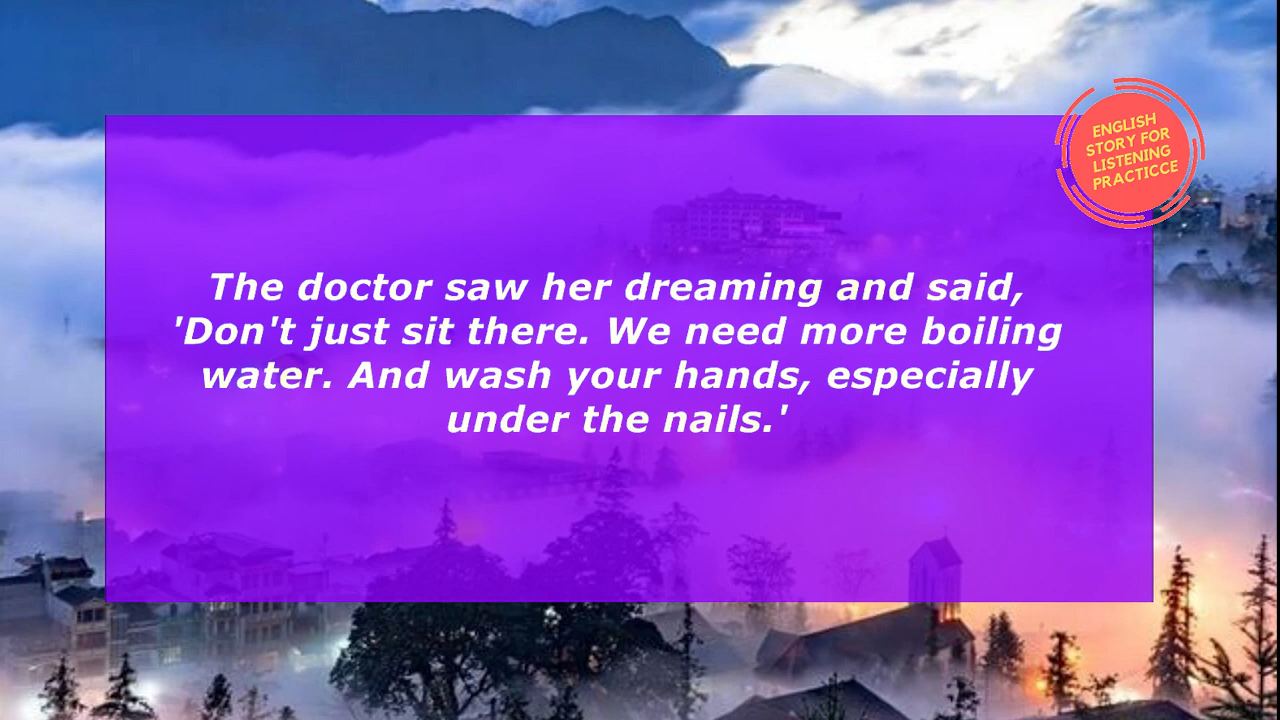 ENGLISH
STORY FOR
LISTENING
PRACTICCE
The doctor saw her dreaming and said,
'Don't just sit there. We need more boiling
water. And wash your hands, especially
under the nails.'